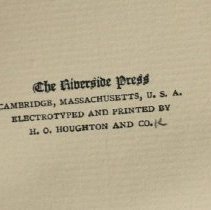 The Riverside Press
CAMBRIDGE, MASSACHUSETTS, U. S. A.
ELECTROTYPED AND PRINTED BY
H. O. HOUGHTON AND CO.